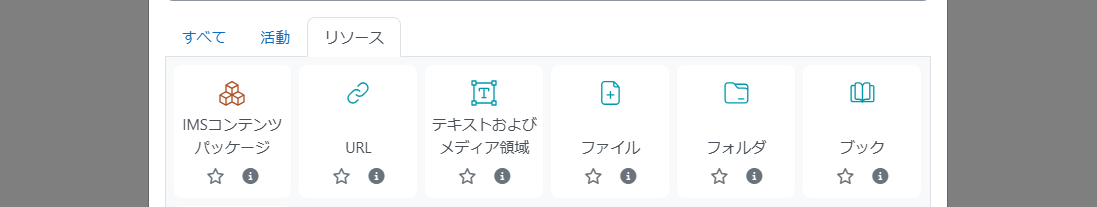 すべて 活動 リソース
IMSコンテンツ
パッケージ
URL
テキストおよび
メディア領域
ファイル
フォルダ
ブック